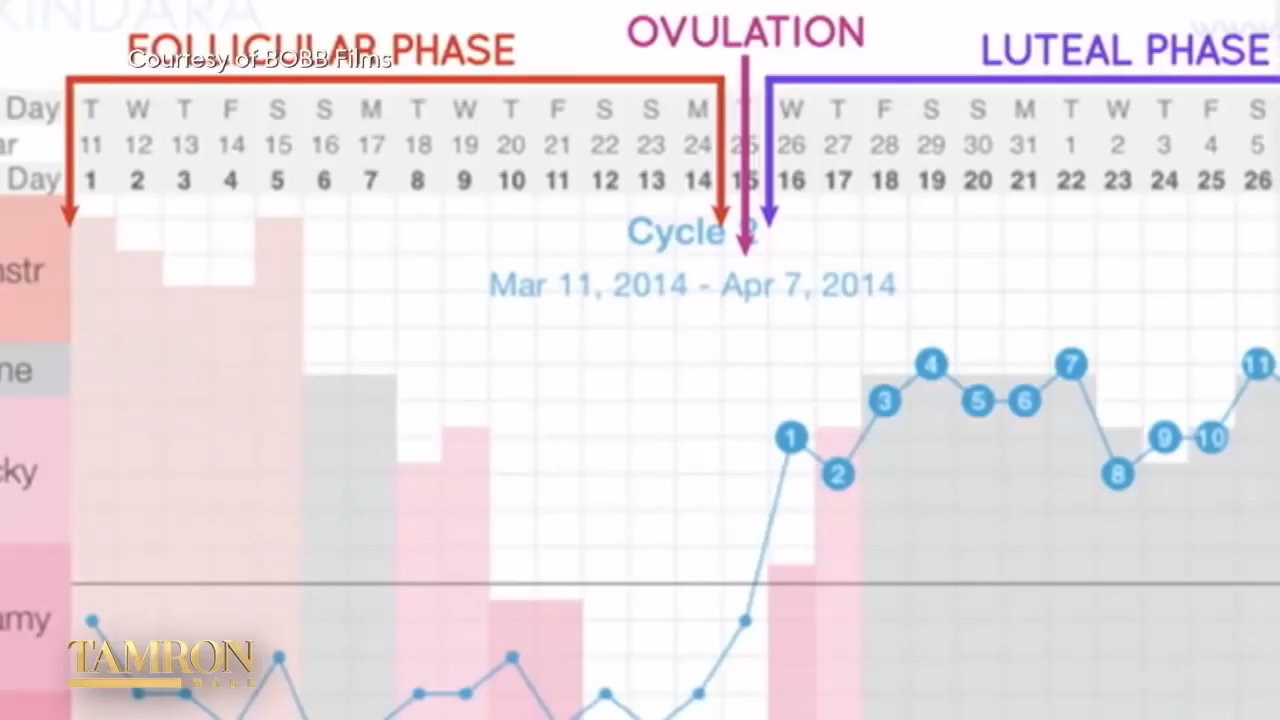 KINDARA
FOLLICULAR PHASE
OVULATION
LUTEAL PHASE
Courtesy of BOBB Films
Day T W T F S S M T W T F S S M T W T F S S M T W T F S
11 12 13 14 15 16 17 18 19 20 21 22 23 24 25 26 27 28 29 30 31 1 2 3 4 5
Day 1 2 3 4 5 6 7 8 9 10 11 12 13 14 15 16 17 18 19 20 21 22 23 24 25 26
Cycle 2
Mar 11, 2014 - Apr 7, 2014
1 2 3 4 5 6 7 8 9 10 11
TAMRON
HALL